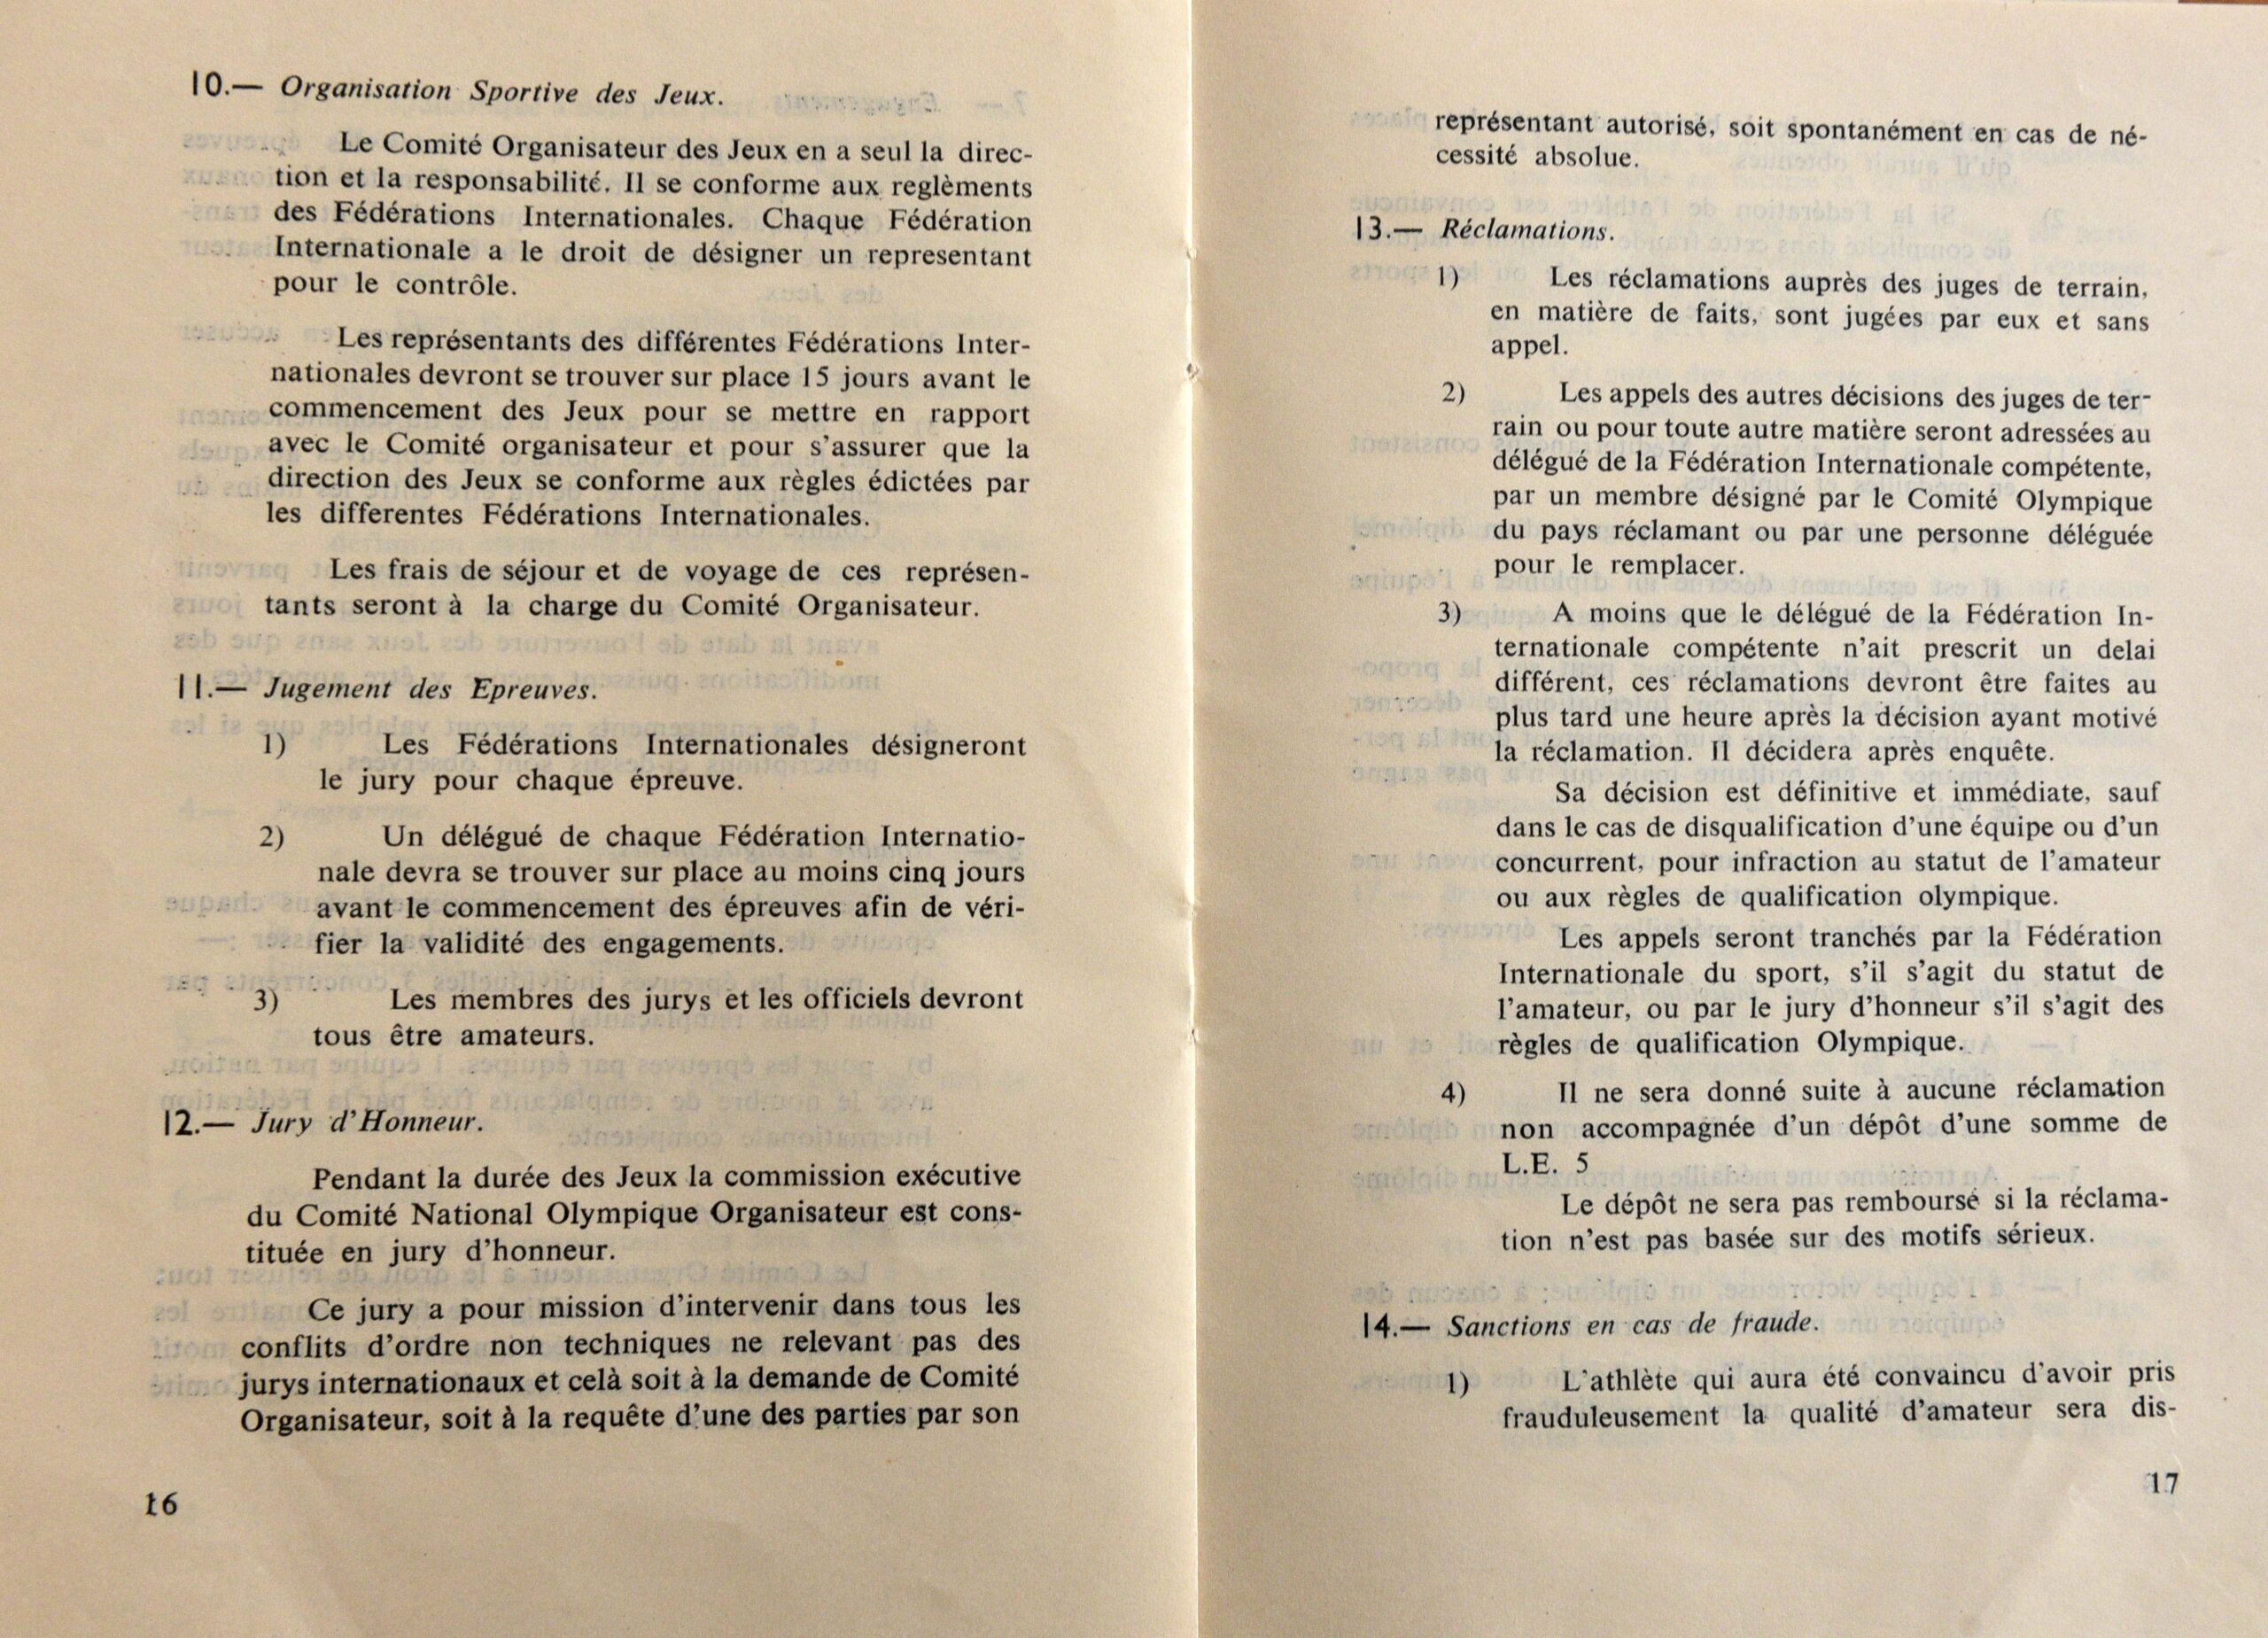 10.— Organisation Sportive des Jeux.
Le Comité Organisateur des Jeux en a seul la direc-
tion et la responsabilité. Il se conforme aux reglèments
des Fédérations Internationales. Chaque Fédération
Internationale a le droit de désigner un representant
pour le contrôle.
Les représentants des différentes Fédérations Inter-
nationales devront se trouver sur place 15 jours avant le
commencement des Jeux pour se mettre en rapport
avec le Comité organisateur et pour s'assurer que la
direction des Jeux se conforme aux règles édictées par
les differentes Fédérations Internationales.
Les frais de séjour et de voyage de ces représen-
tants seront à la charge du Comité Organisateur.
11.— Jugement des Epreuves.
1) Les Fédérations Internationales désigneront
le jury pour chaque épreuve.
2) Un délégué de chaque Fédération Internatio-
nale devra se trouver sur place au moins cinq jours
avant le commencement des épreuves afin de véri-
fier la validité des engagements.
3) Les membres des jurys et les officiels devront
tous être amateurs.
12.— Jury d'Honneur.
Pendant la durée des Jeux la commission exécutive
du Comité National Olympique Organisateur est cons-
tituée en jury d'honneur.
Ce jury a pour mission d'intervenir dans tous les
conflits d'ordre non techniques ne relevant pas des
jurys internationaux et celà soit à la demande de Comité
Organisateur, soit à la requête d'une des parties par son
16
représentant autorisé, soit spontanément en cas de né-
cessité absolue.
13.— Réclamations.
1) Les réclamations auprès des juges de terrain,
en matière de faits, sont jugées par eux et sans
appel.
2) Les appels des autres décisions des juges de ter-
rain ou pour toute autre matière seront adressées au
délégué de la Fédération Internationale compétente,
par un membre désigné par le Comité Olympique
du pays réclamant ou par une personne déléguée
pour le remplacer.
3) A moins que le délégué de la Fédération In-
ternationale compétente n'ait prescrit un delai
différent, ces réclamations devront être faites au
plus tard une heure après la décision ayant motivé
la réclamation. Il décidera après enquête.
Sa décision est définitive et immédiate, sauf
dans le cas de disqualification d'une équipe ou d'un
concurrent, pour infraction au statut de l'amateur
ou aux règles de qualification olympique.
Les appels seront tranchés par la Fédération
Internationale du sport, s'il s'agit du statut de
l'amateur, ou par le jury d'honneur s'il s'agit des
règles de qualification Olympique.
4) Il ne sera donné suite à aucune réclamation
non accompagnée d'un dépôt d'une somme de
L.E. 5
Le dépôt ne sera pas remboursé si la réclama-
tion n'est pas basée sur des motifs sérieux.
14.— Sanctions en cas de fraude.
1) L'athlète qui aura été convaincu d'avoir pris
frauduleusement la qualité d'amateur sera dis-
17